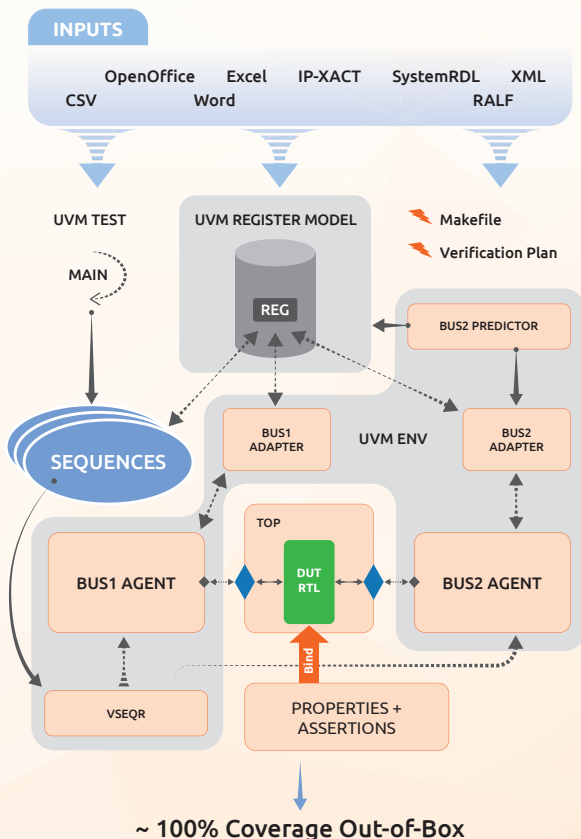 INPUTS
OpenOffice Excel IP-XACT SystemRDL XML
CSV Word RALF
UVM TEST
MAIN
UVM REGISTER MODEL
REG
Makefile
Verification Plan
BUS2 PREDICTOR
SEQUENCES
BUS1
ADAPTER
UVM ENV
BUS2
ADAPTER
TOP
BUS1 AGENT
DUT
RTL
BUS2 AGENT
Bind
VSEQR
PROPERTIES +
ASSERTIONS
~ 100% Coverage Out-of-Box